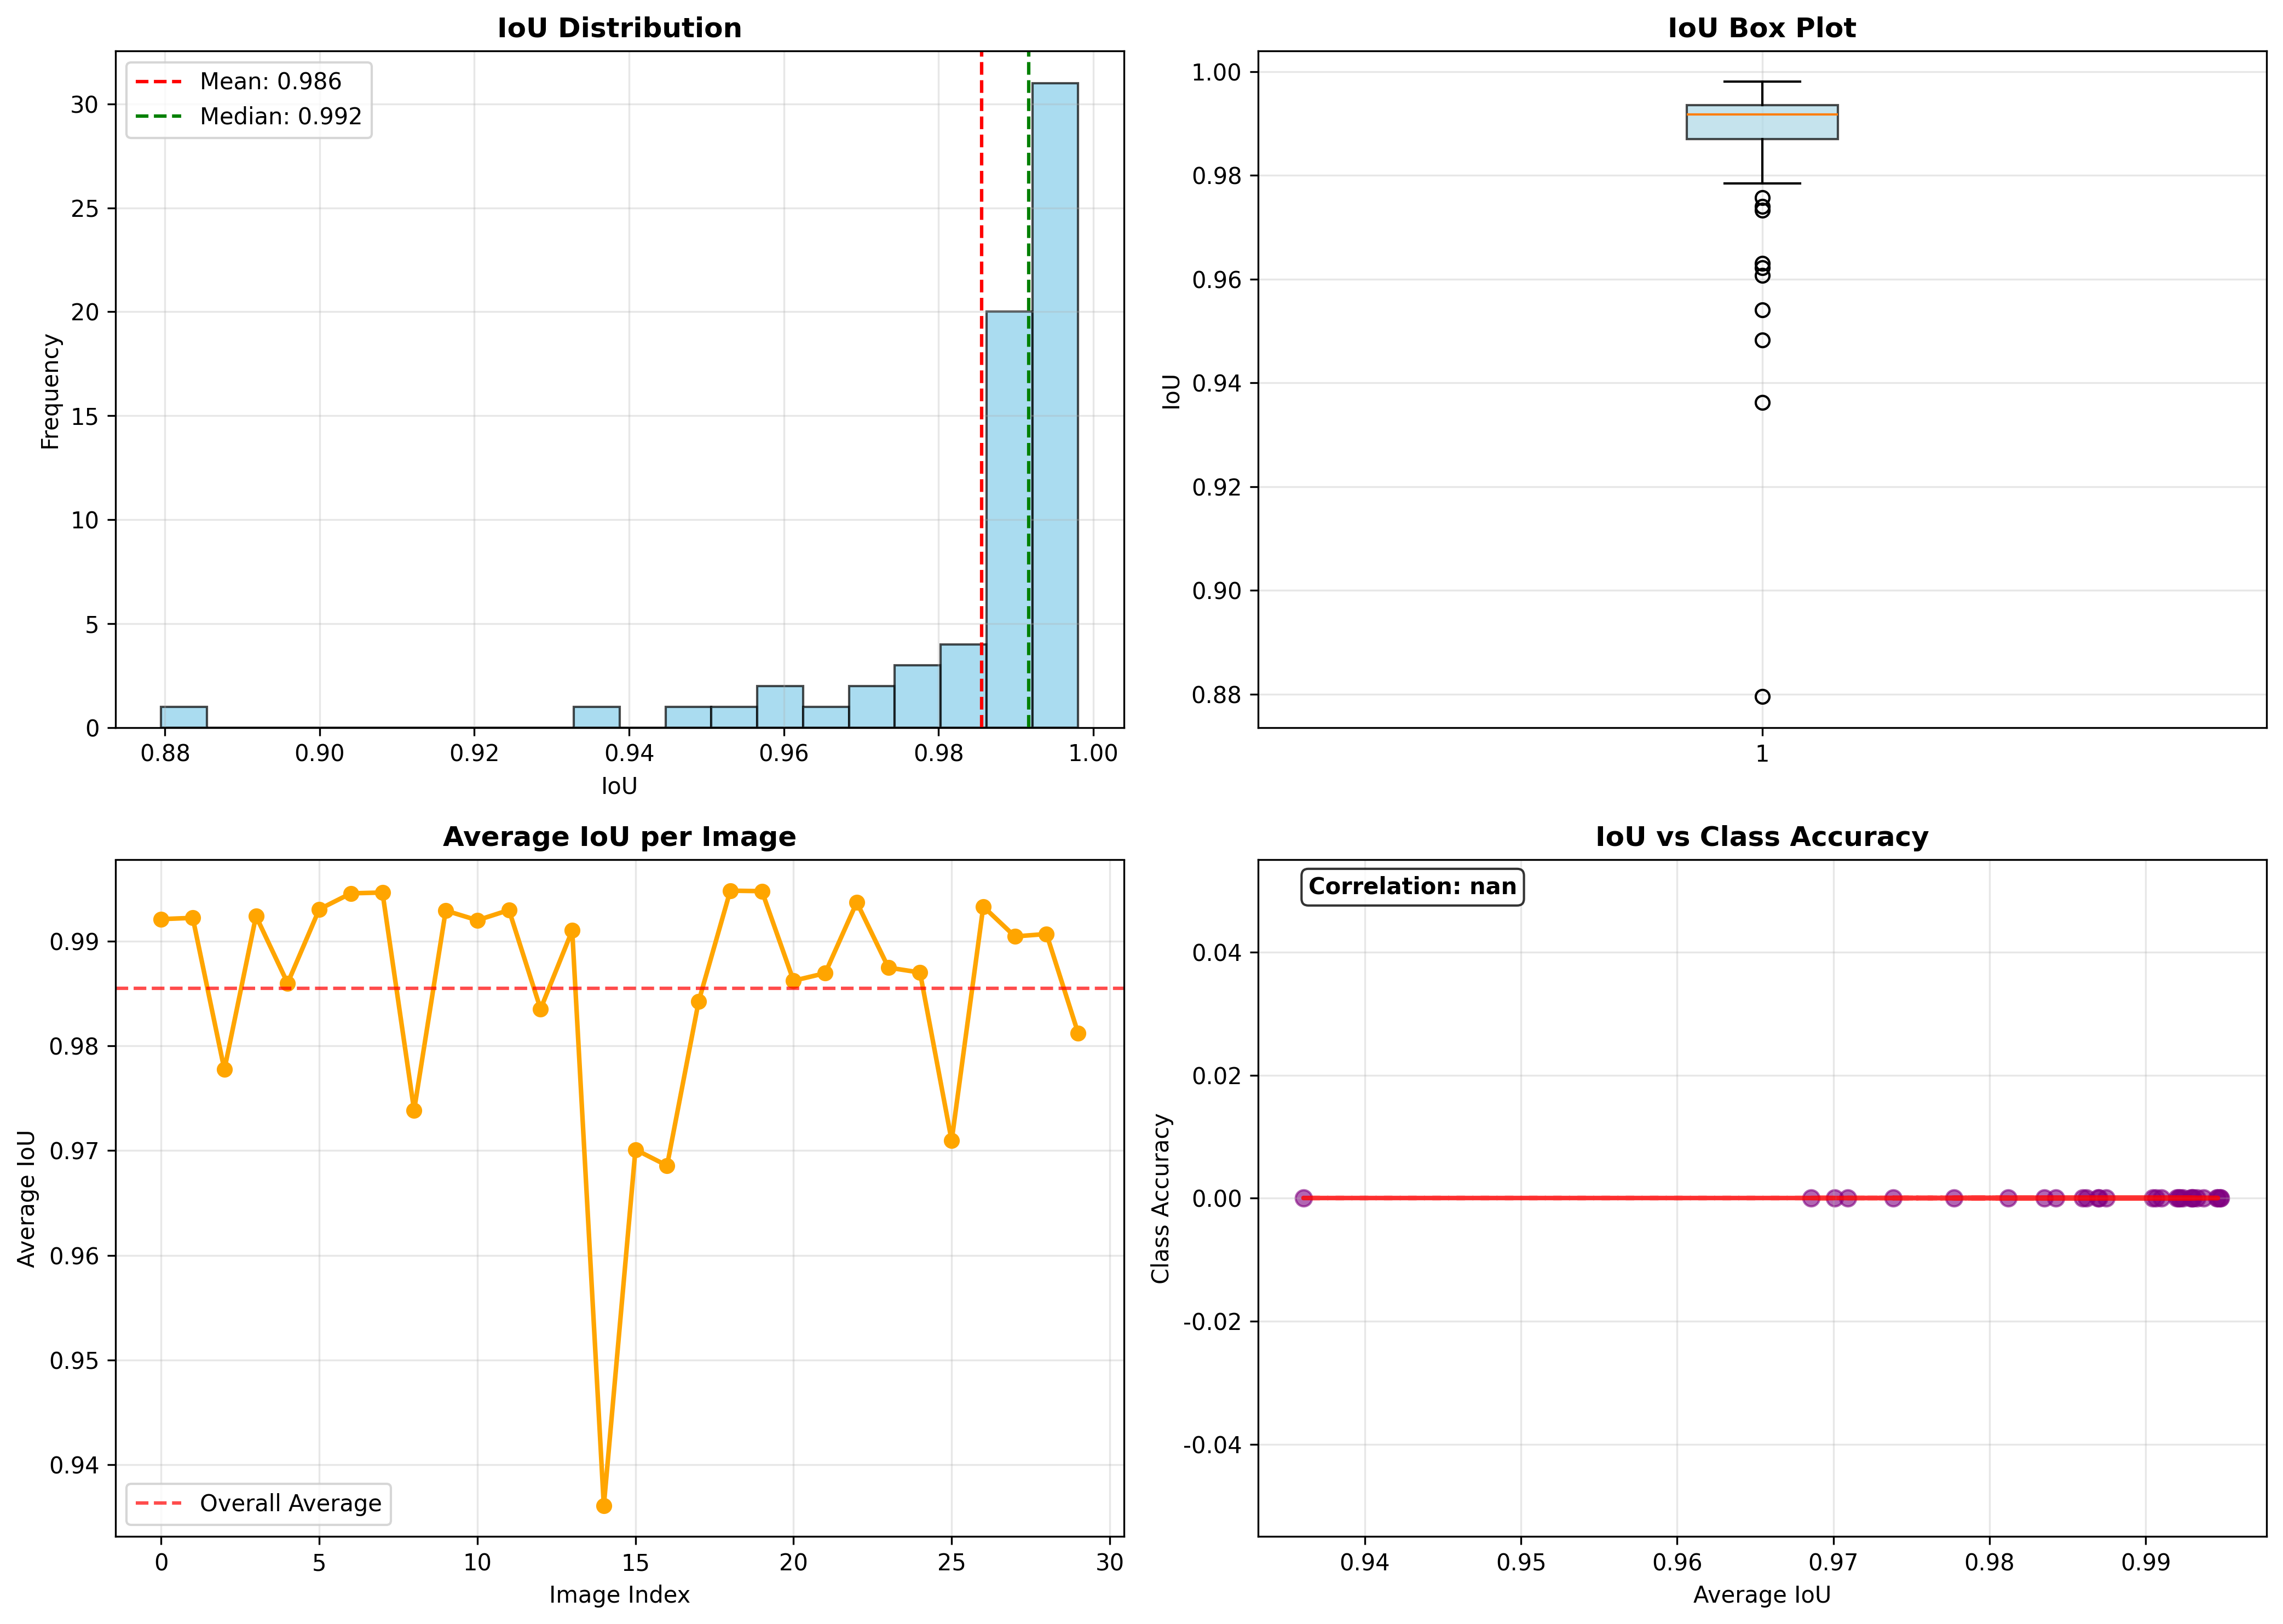 IoU Distribution
Mean: 0.986
Median: 0.992
30
25
20
15
10
5
0
Frequency
0.88 0.90 0.92 0.94 0.96 0.98 1.00
IoU
IoU Box Plot
1.00
0.98
0.96
0.94
0.92
0.90
0.88
IoU
1
Average IoU per Image
0.99
0.98
0.97
0.96
0.95
0.94
Average IoU
Overall Average
0 5 10 15 20 25 30
Image Index
IoU vs Class Accuracy
Correlation: nan
0.04
0.02
0.00
-0.02
-0.04
Class Accuracy
0.94 0.95 0.96 0.97 0.98 0.99
Average IoU